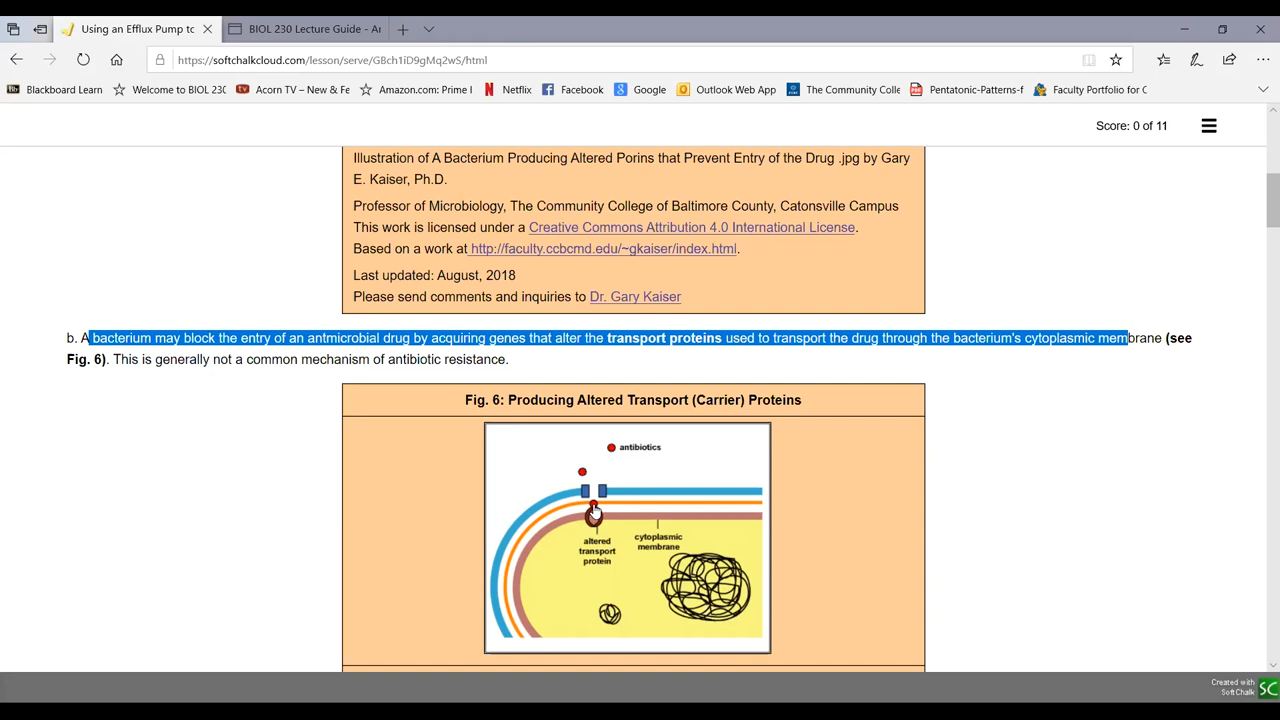 Using an Efflux Pump to
BIOL 230 Lecture Guide - Ar
https://softchalkcloud.com/lesson/serve/GBch1iD9gMq2wS/html
Blackboard Learn
Welcome to BIOL 230
Acorn TV – New & Fe
Amazon.com: Prime I
Netflix
Facebook
Google
Outlook Web App
The Community Colle
Pentatonic-Patterns-f
Faculty Portfolio for C
Score: 0 of 11
Illustration of A Bacterium Producing Altered Porins that Prevent Entry of the Drug .jpg by Gary
E. Kaiser, Ph.D.
Professor of Microbiology, The Community College of Baltimore County, Catonsville Campus
This work is licensed under a Creative Commons Attribution 4.0 International License.
Based on a work at http://faculty.ccbcmd.edu/~gkaiser/index.html.
Last updated: August, 2018
Please send comments and inquiries to Dr. Gary Kaiser
b. A bacterium may block the entry of an antmicrobial drug by acquiring genes that alter the transport proteins used to transport the drug through the bacterium's cytoplasmic membrane (see
Fig. 6). This is generally not a common mechanism of antibiotic resistance.
Fig. 6: Producing Altered Transport (Carrier) Proteins
antibiotics
altered
transport
protein
cytoplasmic
membrane
Created with
SoftChalk
SC